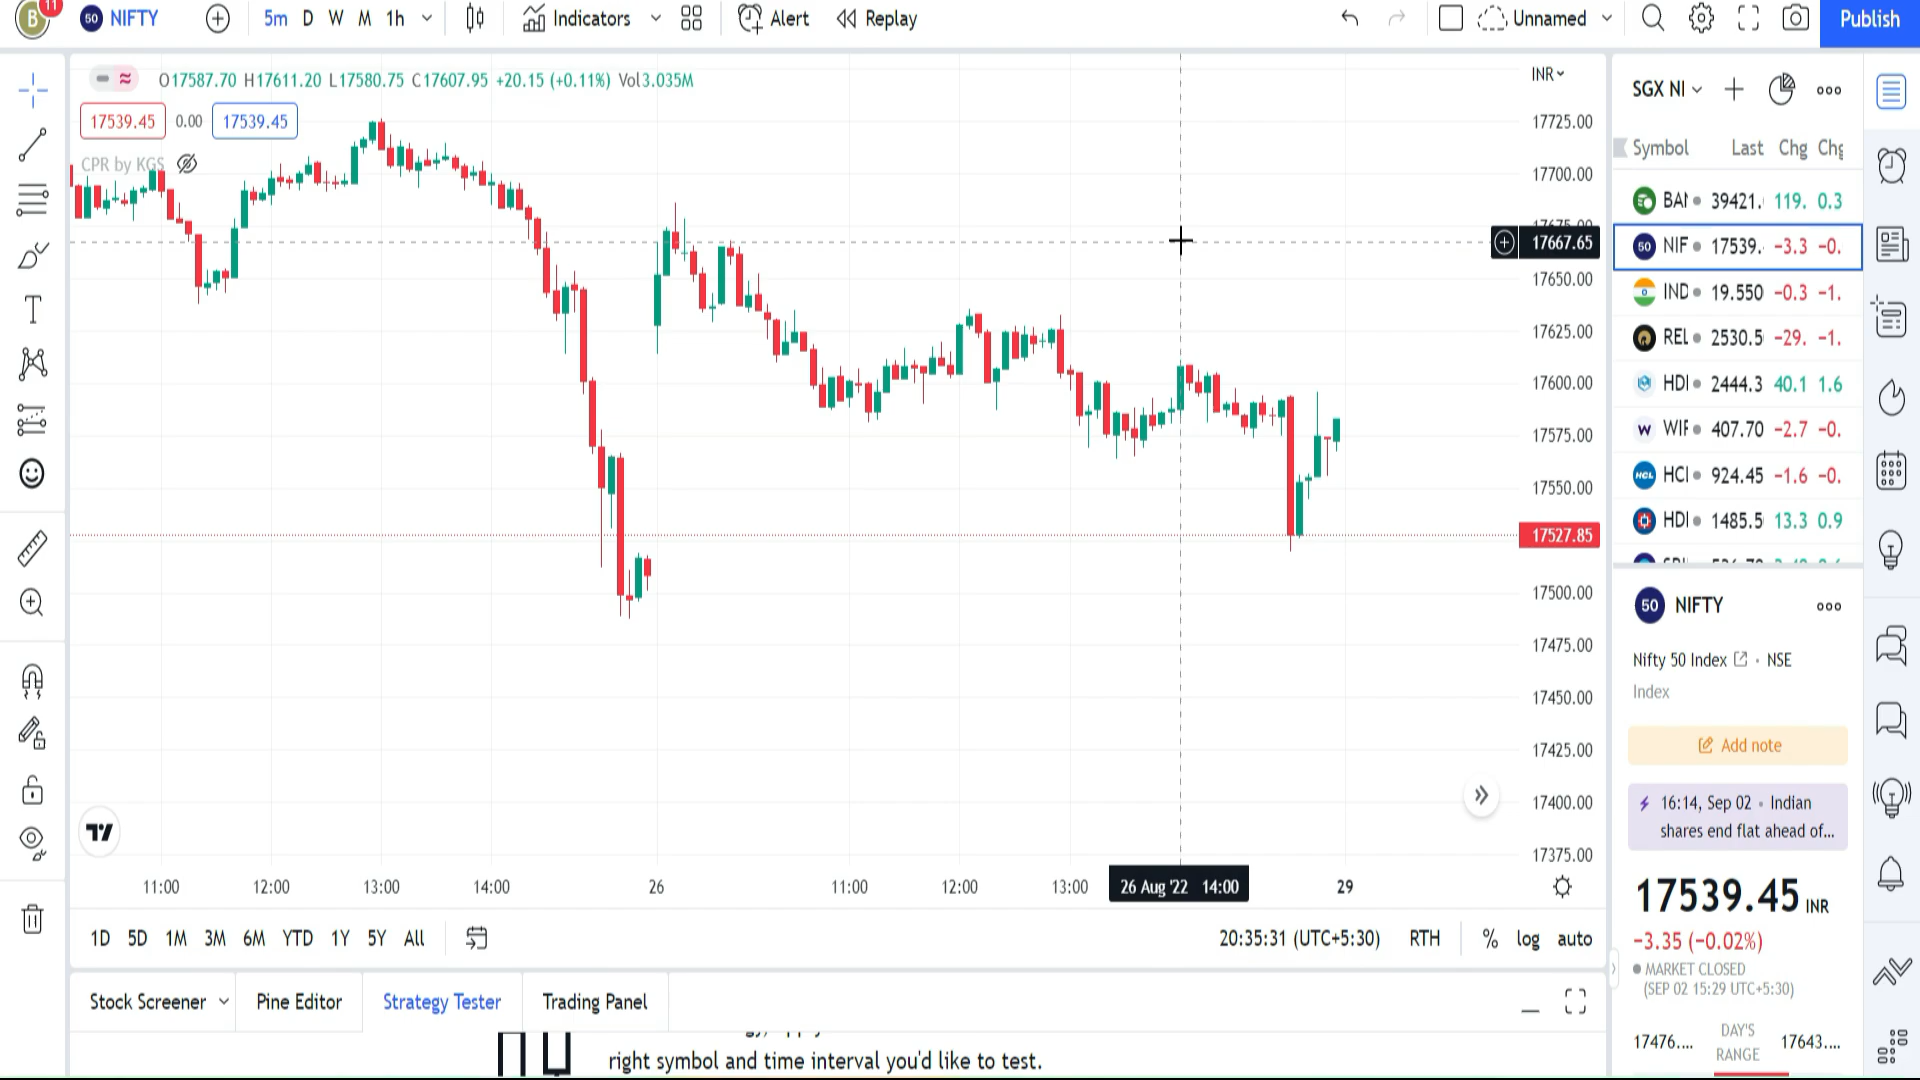 B 11 50 NIFTY 5m D W M 1h Indicators Alert Replay Unnamed Publish
O17587.70 H17611.20 L17580.75 C17607.95 +20.15 (+0.11%) Vol3.035M
17539.45 0.00 17539.45
CPR by KGS
INR
17725.00
17700.00
17667.65
17650.00
17625.00
17600.00
17575.00
17550.00
17527.85
17500.00
17475.00
17450.00
17425.00
17400.00
17375.00
11:00 12:00 13:00 14:00 26 11:00 12:00 13:00 26 Aug '22 14:00 29
1D 5D 1M 3M 6M YTD 1Y 5Y All 20:35:31 (UTC+5:30) RTH % log auto
Stock Screener Pine Editor Strategy Tester Trading Panel
right symbol and time interval you'd like to test.
SGX NI
Symbol Last Chg Chg
39421. 119. 0.3
50 NIF 17539. −3.3 −0.
IND 19.550 −0.3 −1.
REL 2530.5 −29. −1.
HDI 2444.3 40.1 1.6
W WIF 407.70 −2.7 −0.
HCL HCI 924.45 −1.6 −0.
HDI 1485.5 13.3 0.9
50 NIFTY
Nifty 50 Index · NSE
Index
Add note
16:14, Sep 02 • Indian
shares end flat ahead of...
17539.45 INR
−3.35 (−0.02%)
MARKET CLOSED
(SEP 02 15:29 UTC+5:30)
17476.... DAY'S RANGE 17643....